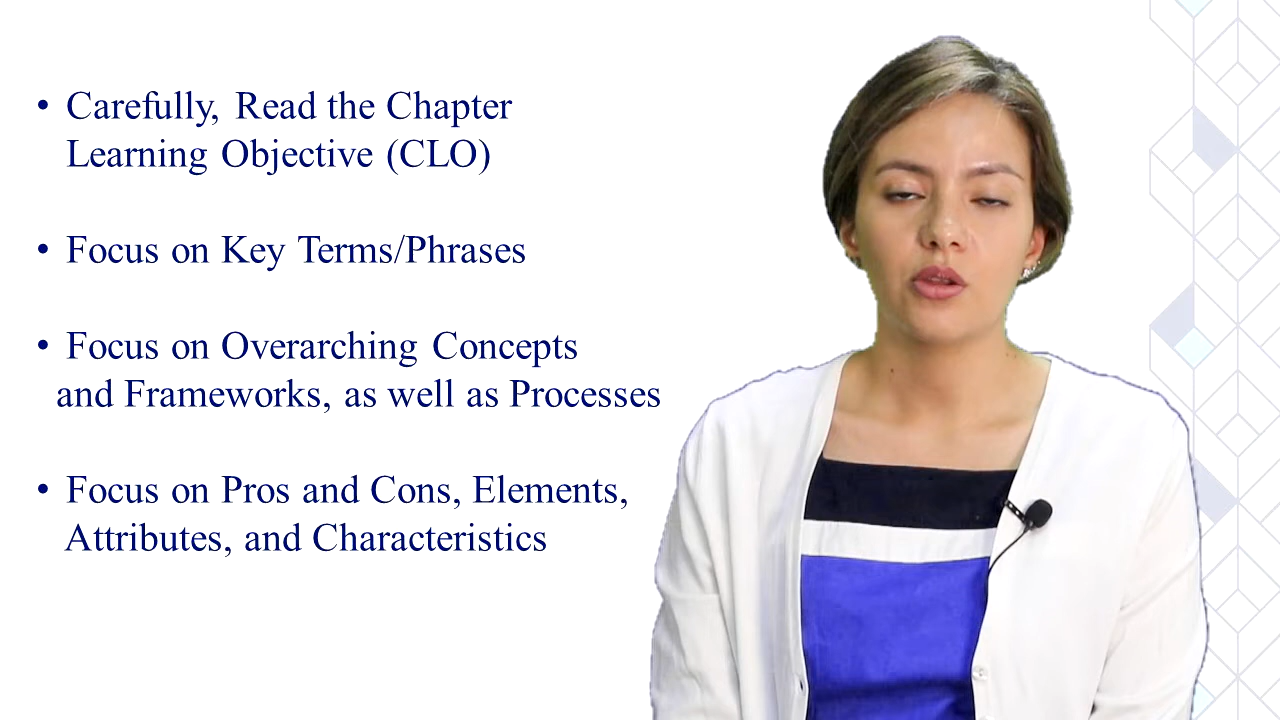 • Carefully, Read the Chapter
Learning Objective (CLO)
• Focus on Key Terms/Phrases
• Focus on Overarching Concepts
and Frameworks, as well as Processes
• Focus on Pros and Cons, Elements,
Attributes, and Characteristics